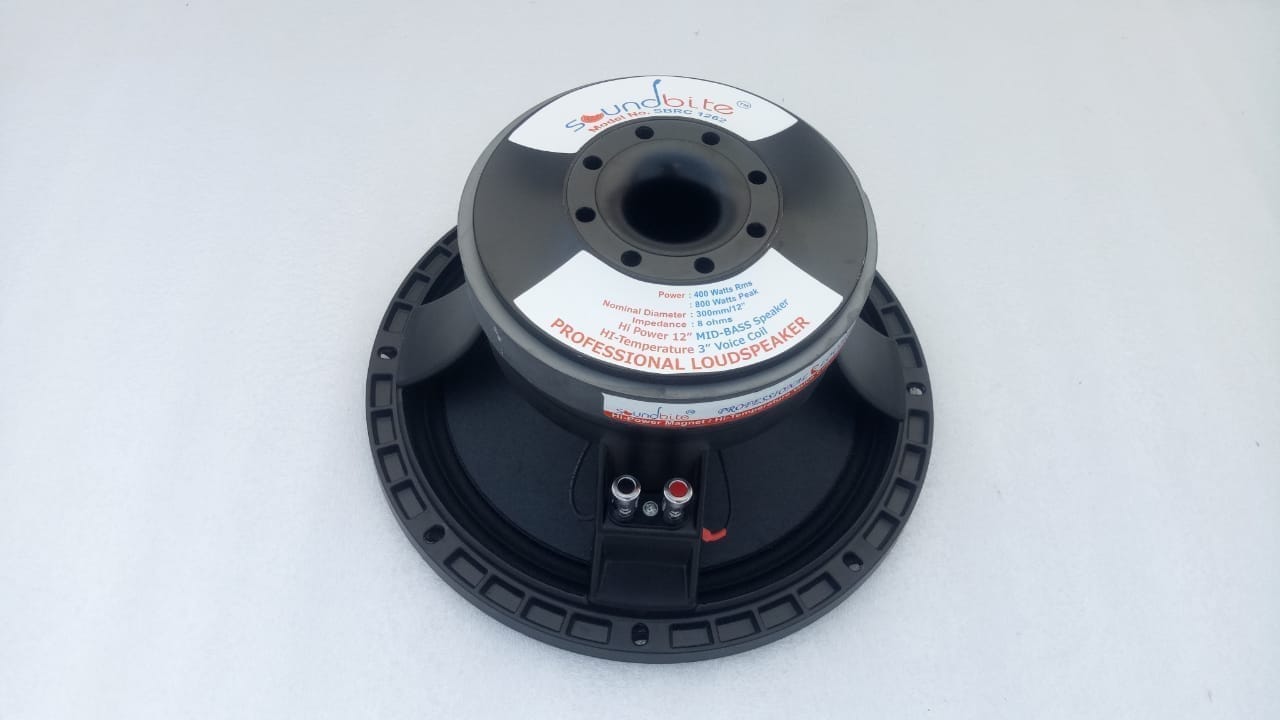 Soundbite TM
Model No. SBRC 1262
Power : 400 Watts Rms
: 800 Watts Peak
Nominal Diameter : 300mm/12"
Impedance : 8 ohms
Hi Power 12" MID-BASS Speaker
HI-Temperature 3" Voice Coil
PROFESSIONAL LOUDSPEAKER
Soundbite ® PROFESSIONAL
Hi-Power Magnet / Hi-Temperature